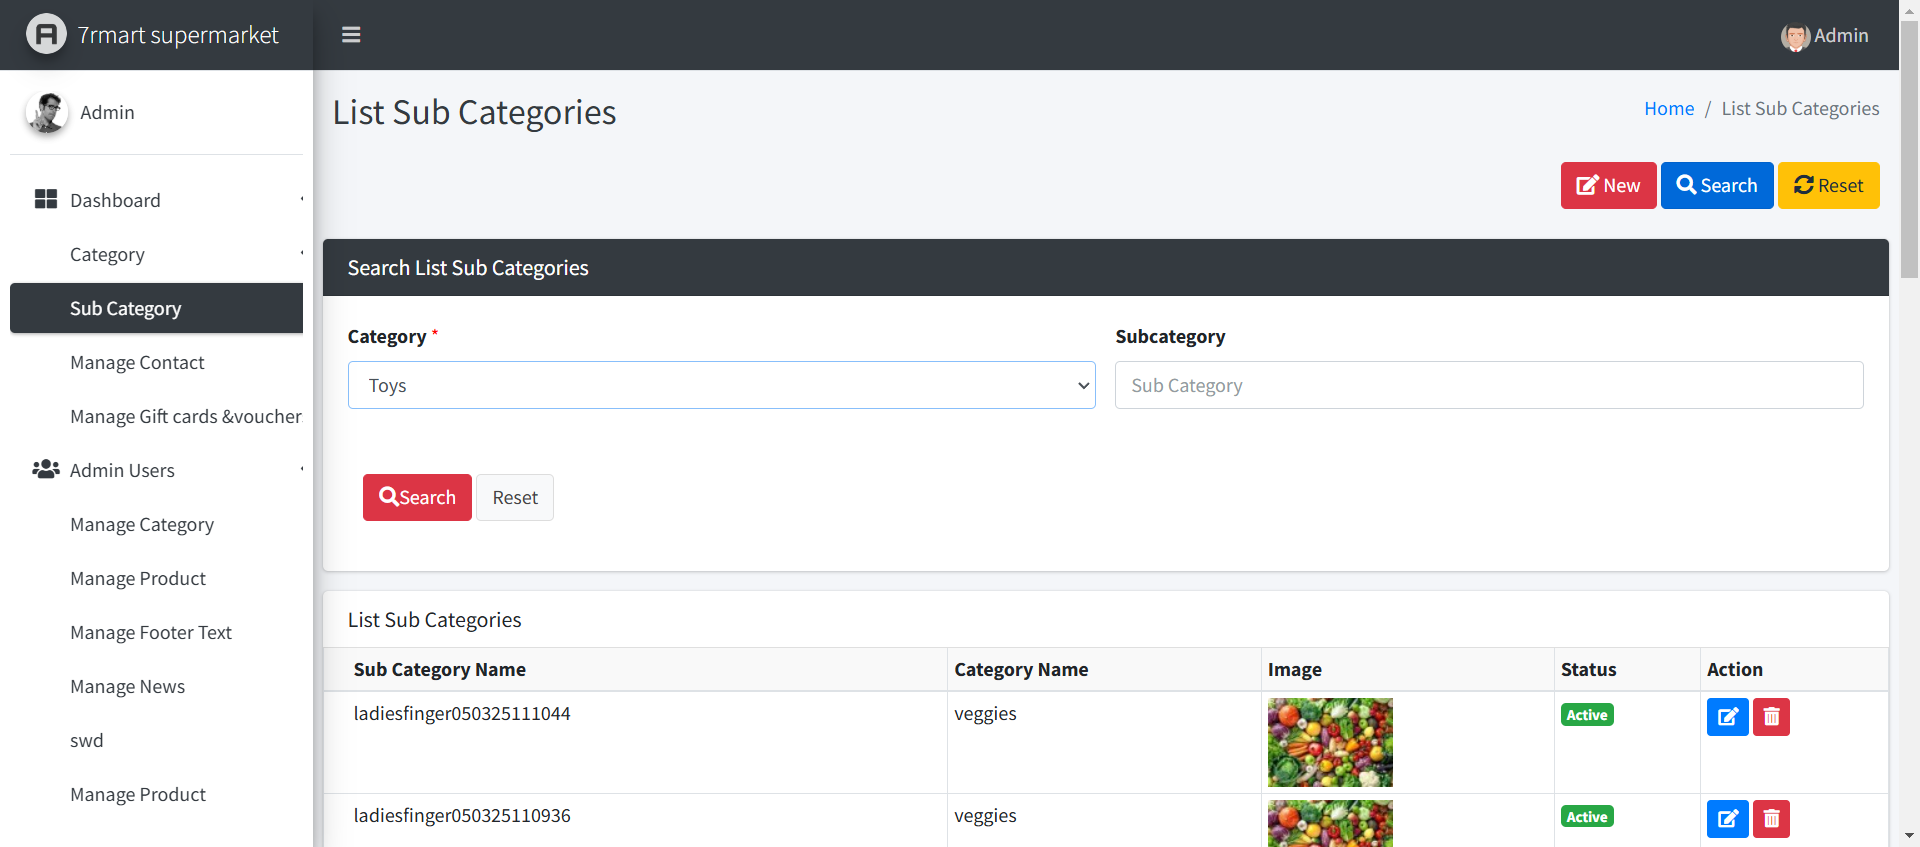 7rmart supermarket
Admin
Admin
List Sub Categories
Home / List Sub Categories
New
Search
Reset
Dashboard
Category
Sub Category
Manage Contact
Manage Gift cards &voucher
Admin Users
Manage Category
Manage Product
Manage Footer Text
Manage News
swd
Manage Product
Search List Sub Categories
Category *
Subcategory
Toys
Sub Category
Search
Reset
List Sub Categories
Sub Category Name Category Name Image Status Action
ladiesfinger050325111044 veggies Active
ladiesfinger050325110936 veggies Active